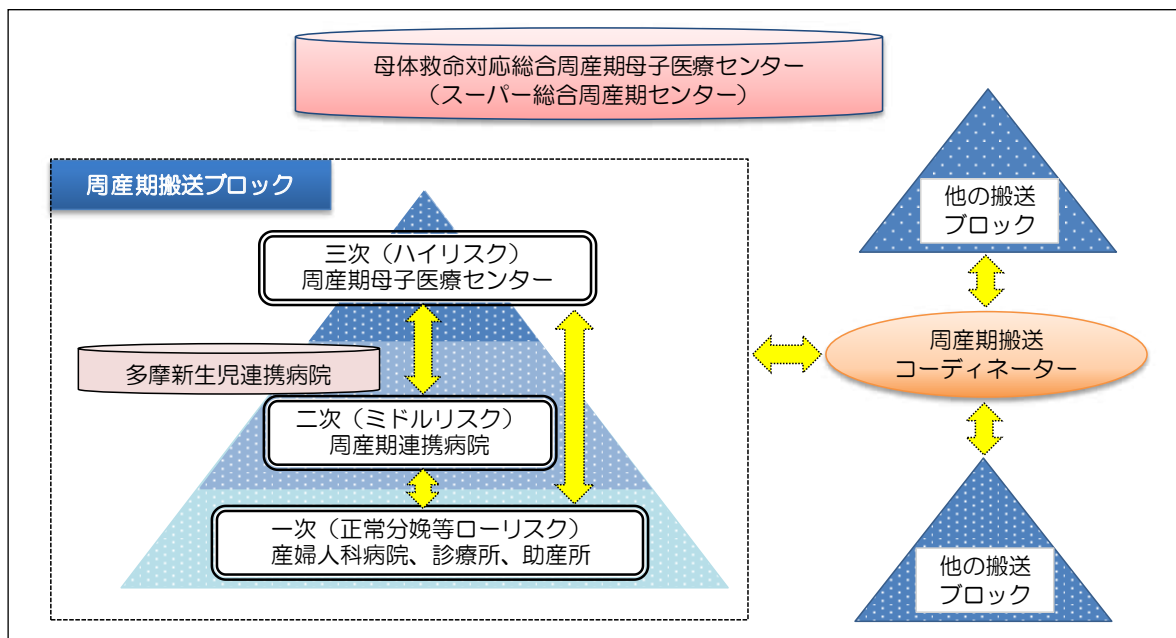 母体救命対応総合周産期母子医療センター
（スーパー総合周産期センター）
周産期搬送ブロック
三次（ハイリスク）
周産期母子医療センター
多摩新生児連携病院
二次（ミドルリスク）
周産期連携病院
一次（正常分娩等ローリスク）
産婦人科病院、診療所、助産所
他の搬送
ブロック
周産期搬送
コーディネーター
他の搬送
ブロック